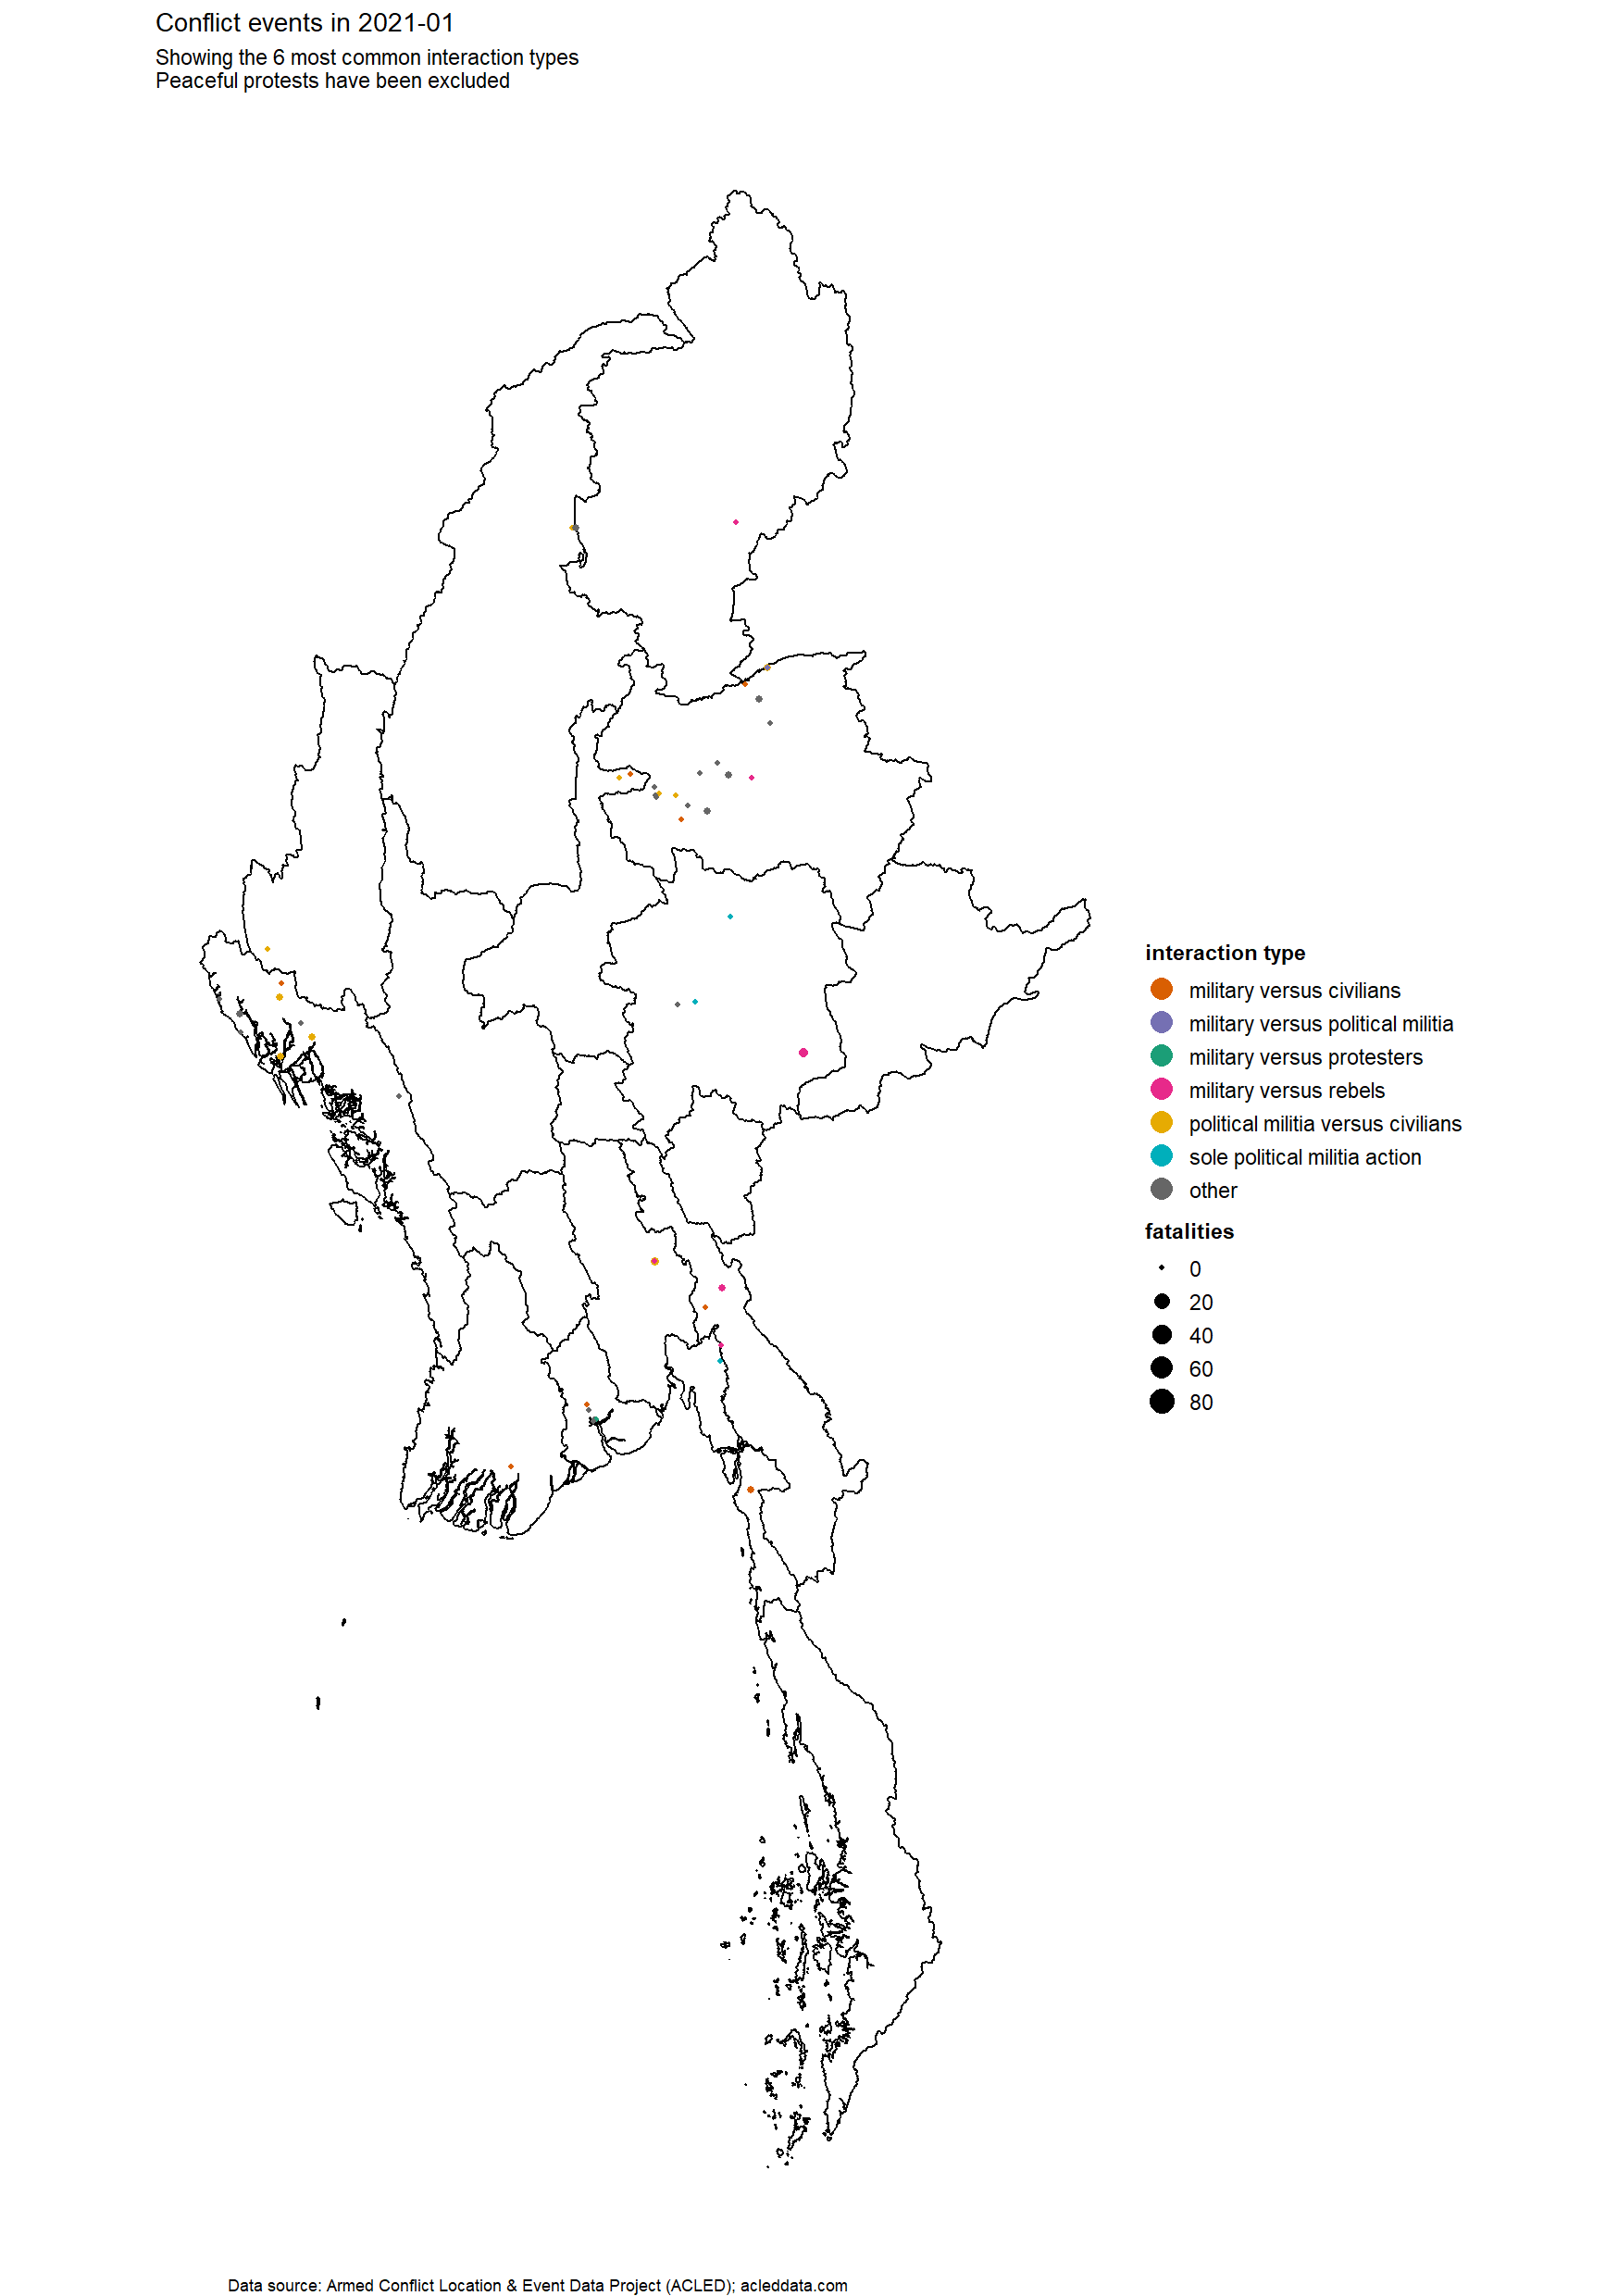 Conflict events in 2021-01
Showing the 6 most common interaction types
Peaceful protests have been excluded
interaction type
military versus civilians
military versus political militia
military versus protesters
military versus rebels
political militia versus civilians
sole political militia action
other
fatalities
0
20
40
60
80
Data source: Armed Conflict Location & Event Data Project (ACLED); acleddata.com